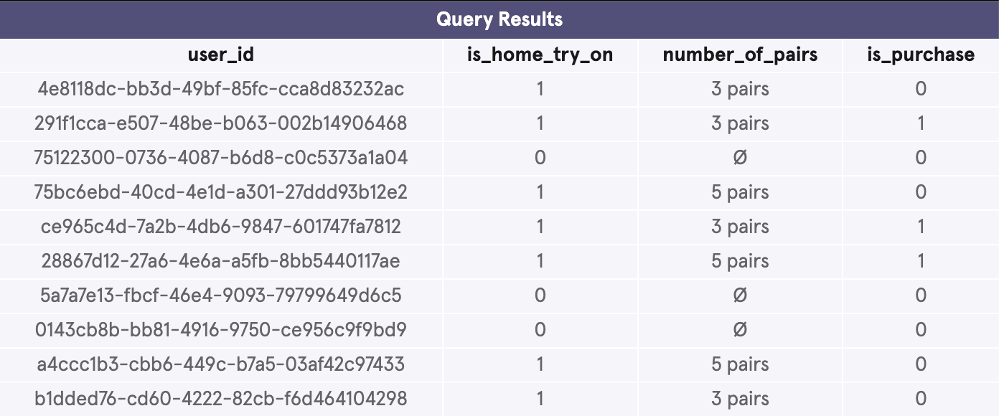 Query Results
user_id is_home_try_on number_of_pairs is_purchase
4e8118dc-bb3d-49bf-85fc-cca8d83232ac 1 3 pairs 0
291f1cca-e507-48be-b063-002b14906468 1 3 pairs 1
75122300-0736-4087-b6d8-c0c5373a1a04 0 Ø 0
75bc6ebd-40cd-4e1d-a301-27ddd93b12e2 1 5 pairs 0
ce965c4d-7a2b-4db6-9847-601747fa7812 1 3 pairs 1
28867d12-27a6-4e6a-a5fb-8bb5440117ae 1 5 pairs 1
5a7a7e13-fbcf-46e4-9093-79799649d6c5 0 Ø 0
0143cb8b-bb81-4916-9750-ce956c9f9bd9 0 Ø 0
a4ccc1b3-cbb6-449c-b7a5-03af42c97433 1 5 pairs 0
b1dded76-cd60-4222-82cb-f6d464104298 1 3 pairs 0